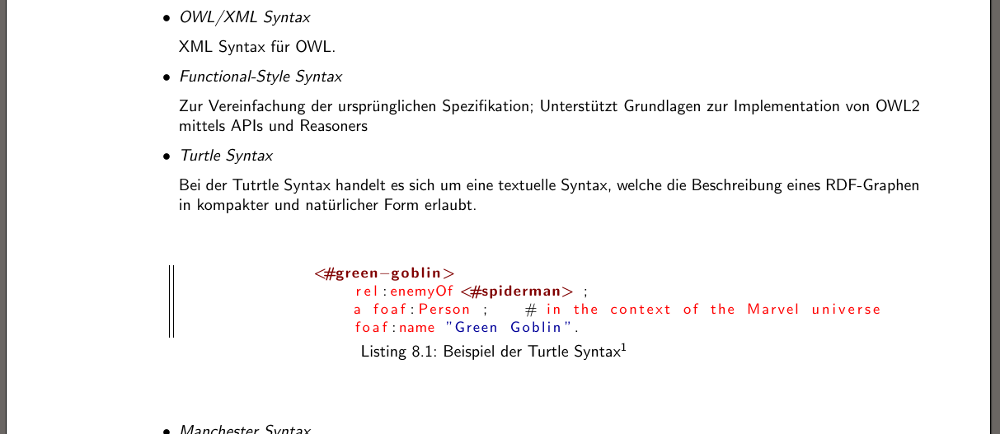 • OWL/XML Syntax
XML Syntax für OWL.
• Functional-Style Syntax
Zur Vereinfachung der ursprünglichen Spezifikation; Unterstützt Grundlagen zur Implementation von OWL2
mittels APIs und Reasoners
• Turtle Syntax
Bei der Tutrtle Syntax handelt es sich um eine textuelle Syntax, welche die Beschreibung eines RDF-Graphen
in kompakter und natürlicher Form erlaubt.
<#green-goblin>
rel:enemyOf <#spiderman> ;
a foaf:Person ; # in the context of the Marvel universe
foaf:name "Green Goblin".
Listing 8.1: Beispiel der Turtle Syntax¹
• Manchester Syntax